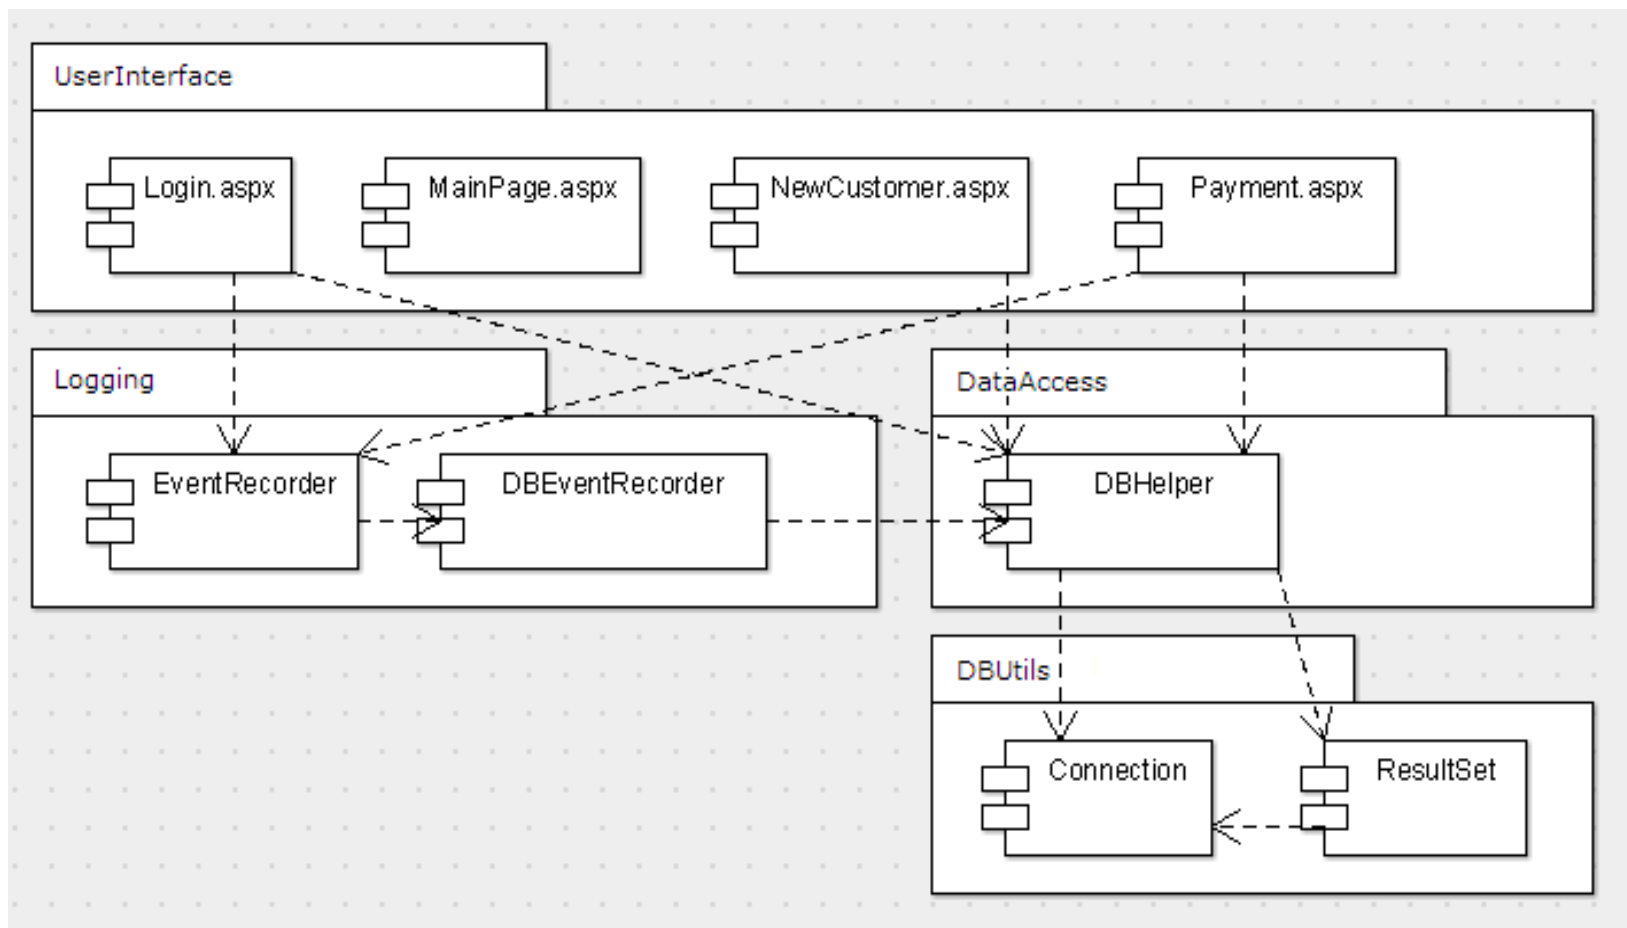 UserInterface
Login.aspx
MainPage.aspx
NewCustomer.aspx
Payment.aspx
Logging
DataAccess
EventRecorder
DBEventRecorder
DBHelper
DBUtils
Connection
ResultSet